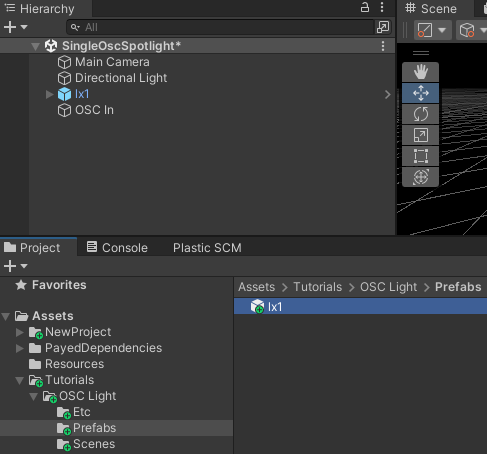 Hierarchy
Scene
All
SingleOscSpotlight*
Main Camera
Directional Light
lx1
OSC In
Project
Console
Plastic SCM
Favorites
Assets
NewProject
PayedDependencies
Resources
Tutorials
OSC Light
Etc
Prefabs
Scenes
Assets > Tutorials > OSC Light > Prefabs
lx1